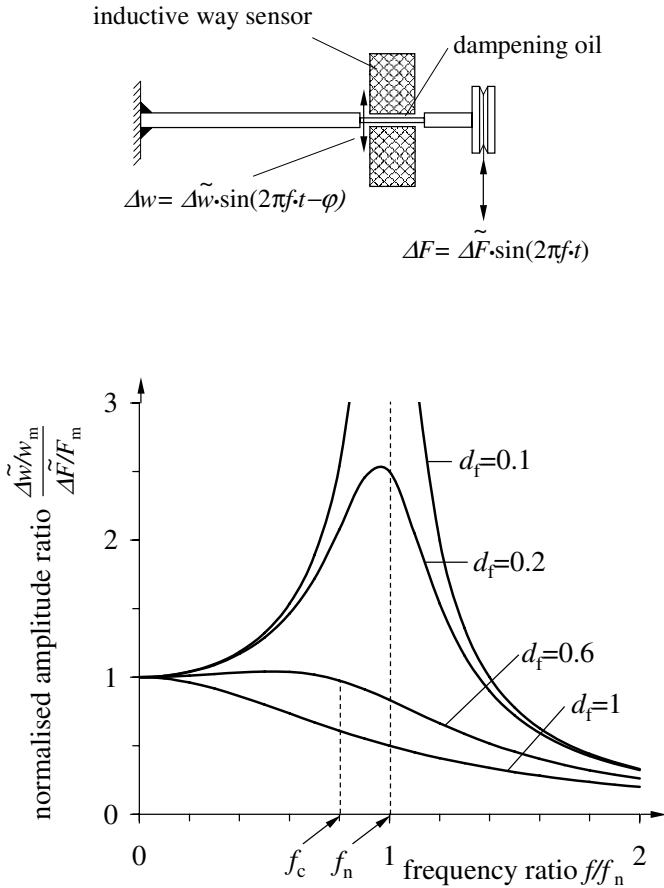 inductive way sensor
dampening oil
Δw = Δw̃·sin(2πf·t−φ)
ΔF = ΔF̃·sin(2πf·t)
normalised amplitude ratio (Δw̃/w_m)/(ΔF̃/F_m)
3
d_f=0.1
2
d_f=0.2
d_f=0.6
1
d_f=1
0
0 f_c f_n 1 frequency ratio f/f_n 2